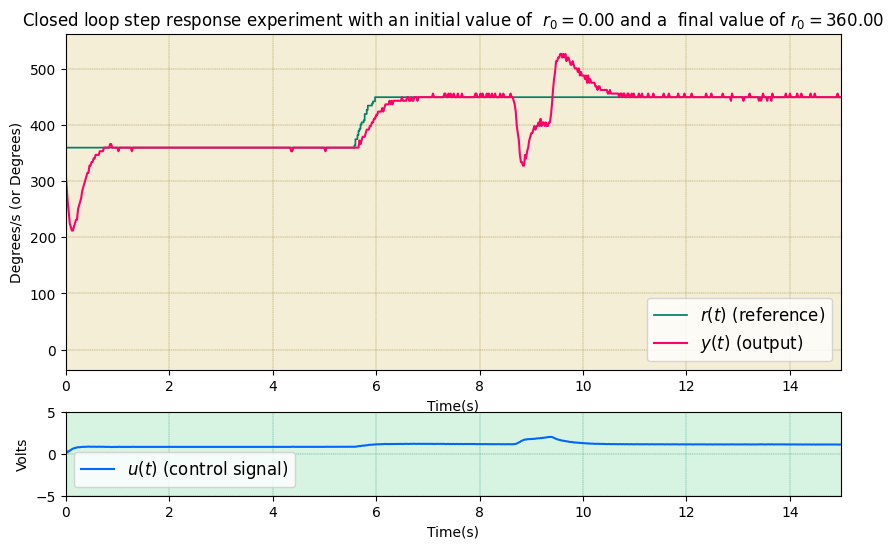 Closed loop step response experiment with an initial value of r₀ = 0.00 and a final value of r₀ = 360.00
Degrees/s (or Degrees)
500
400
300
200
100
0
r(t) (reference)
y(t) (output)
0 2 4 6 8 10 12 14
Time(s)
Volts
5
0
−5
u(t) (control signal)
0 2 4 6 8 10 12 14
Time(s)